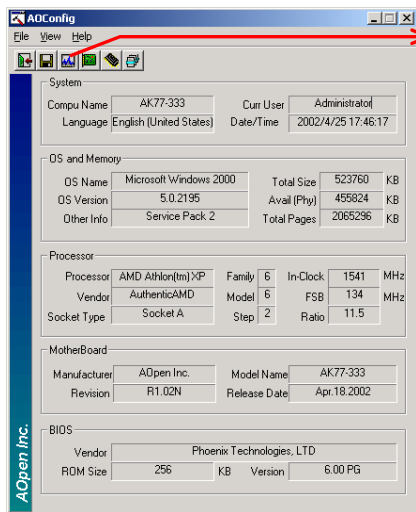 AOConfig
File View Help
System
Compu Name AK77-333 Curr User Administrator
Language English (United States) Date/Time 2002/4/25 17:46:17
OS and Memory
OS Name Microsoft Windows 2000 Total Size 523760 KB
OS Version 5.0.2195 Avail (Phy) 455824 KB
Other Info Service Pack 2 Total Pages 2065296 KB
Processor
Processor AMD Athlon(tm) XP Family 6 In-Clock 1541 MHz
Vendor AuthenticAMD Model 6 FSB 134 MHz
Socket Type Socket A Step 2 Ratio 11.5
MotherBoard
Manufacturer AOpen Inc. Model Name AK77-333
Revision R1.02N Release Date Apr.18.2002
BIOS
Vendor Phoenix Technologies, LTD
ROM Size 256 KB Version 6.00 PG
AOpen Inc.